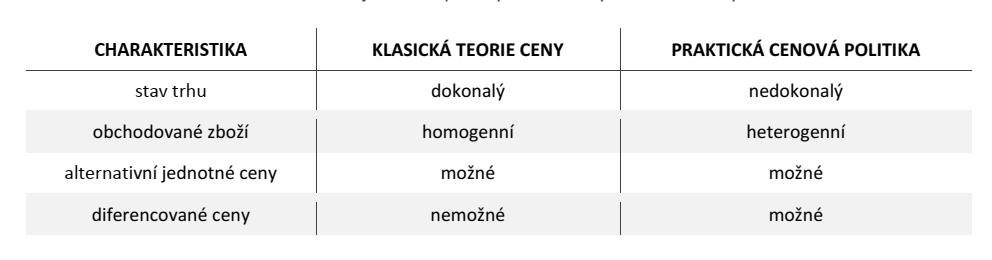 CHARAKTERISTIKA KLASICKÁ TEORIE CENY PRAKTICKÁ CENOVÁ POLITIKA
stav trhu dokonalý nedokonalý
obchodované zboží homogenní heterogenní
alternativní jednotné ceny možné možné
diferencované ceny nemožné možné